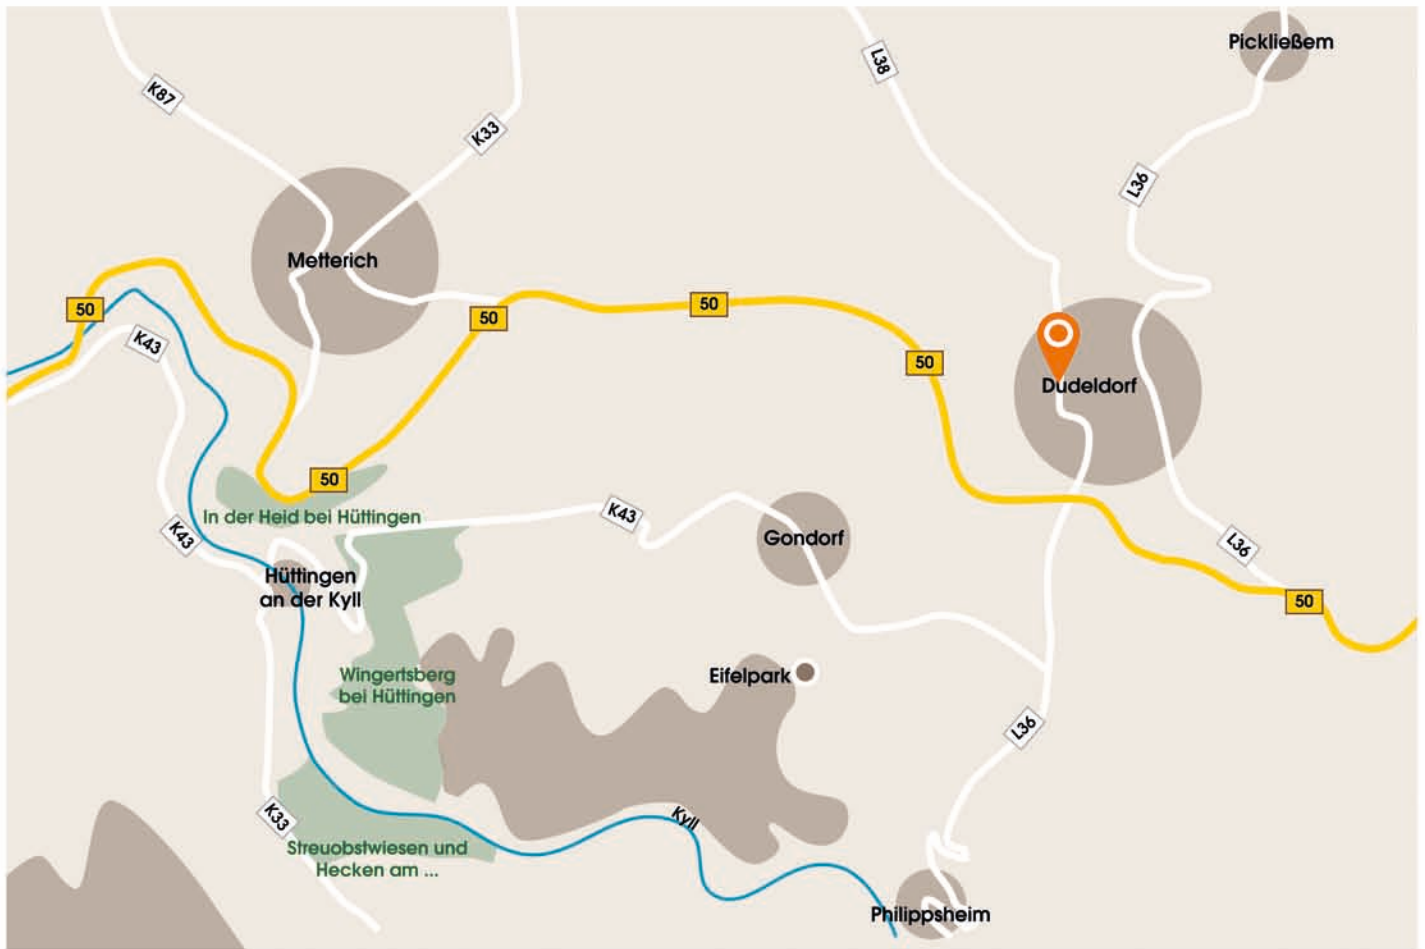 Pickließem
L38
K87
K33
L36
Metterich
50
50
50
K43
50
Dudeldorf
50
In der Heid bei Hüttingen
K43
K43
Gondorf
L36
Hüttingen
an der Kyll
50
Wingertsberg
bei Hüttingen
Eifelpark
L36
K33
Kyll
Streuobstwiesen und
Hecken am ...
Philippsheim